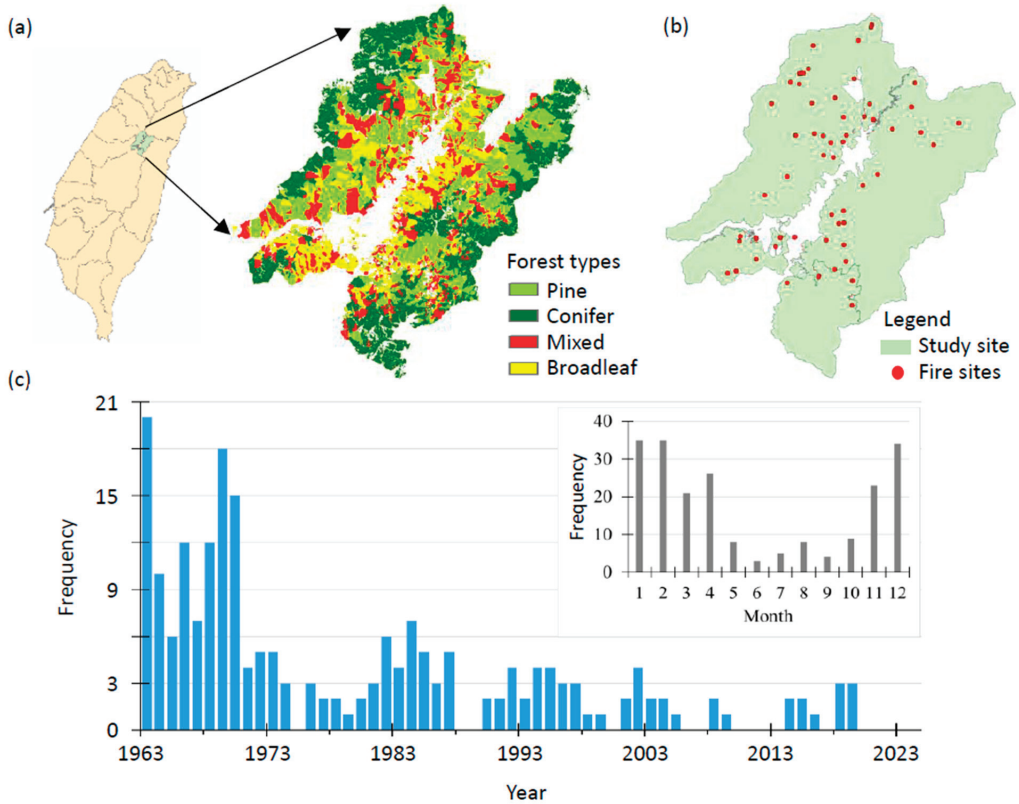 (a)
Forest types
Pine
Conifer
Mixed
Broadleaf
(b)
Legend
Study site
Fire sites
(c)
21
15
9
3
0
Frequency
1963
1973
1983
1993
2003
2013
2023
Year
40
30
20
10
0
Frequency
1 2 3 4 5 6 7 8 9 10 11 12
Month